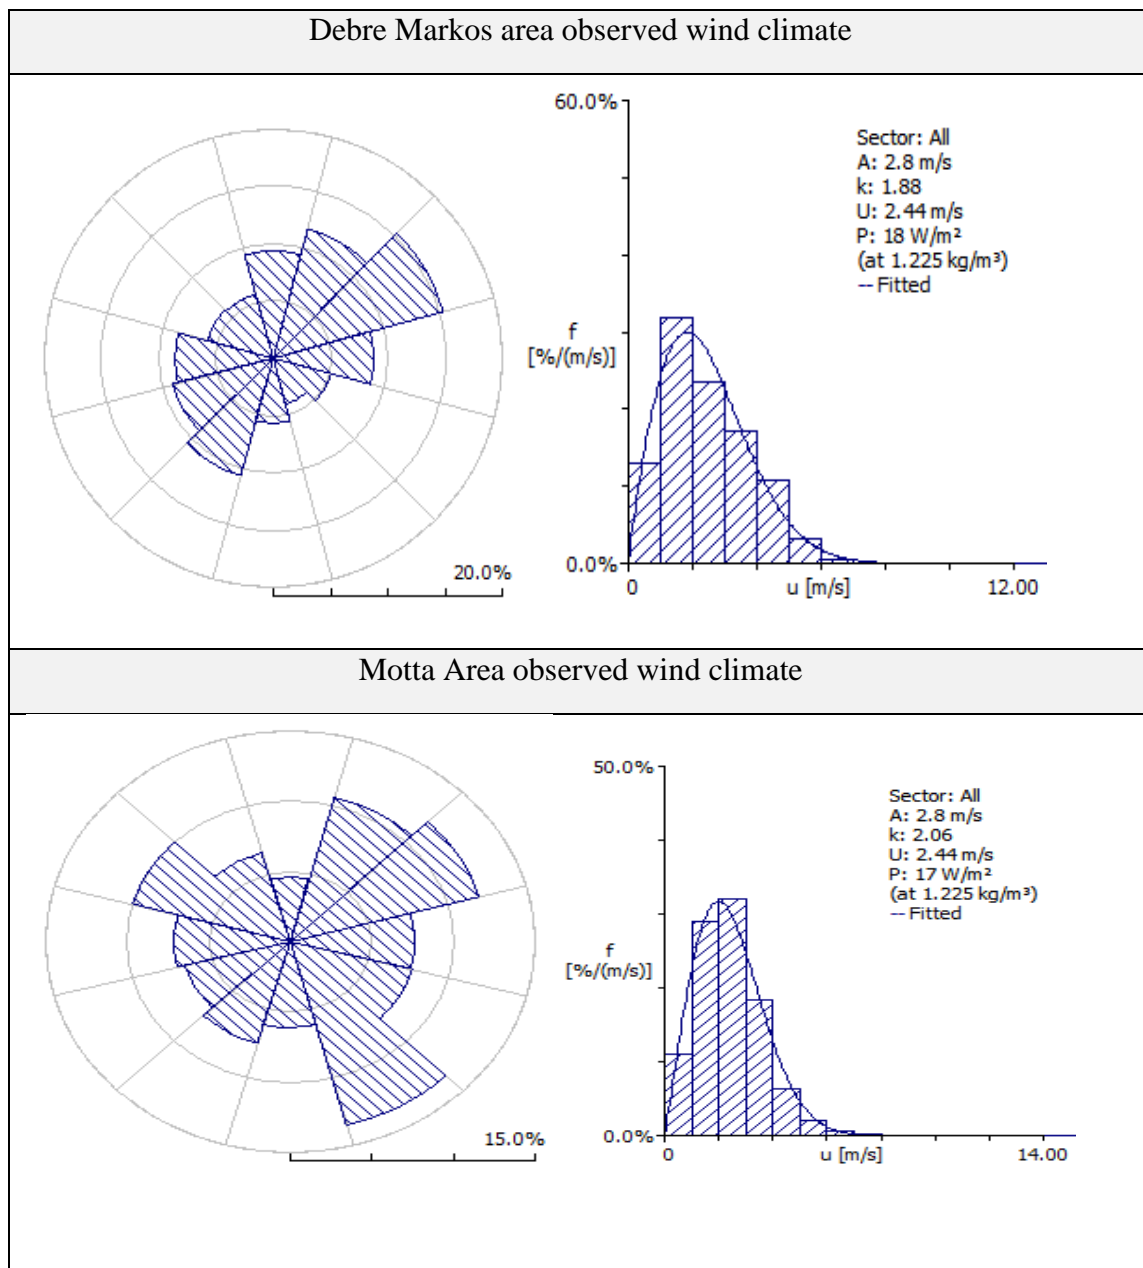 Debre Markos area observed wind climate
60.0%
Sector: All
A: 2.8 m/s
k: 1.88
U: 2.44 m/s
P: 18 W/m²
(at 1.225 kg/m³)
-- Fitted
f
[%/(m/s)]
20.0%
0.0%
0
u [m/s]
12.00
Motta Area observed wind climate
50.0%
Sector: All
A: 2.8 m/s
k: 2.06
U: 2.44 m/s
P: 17 W/m²
(at 1.225 kg/m³)
-- Fitted
f
[%/(m/s)]
15.0%
0.0%
0
u [m/s]
14.00